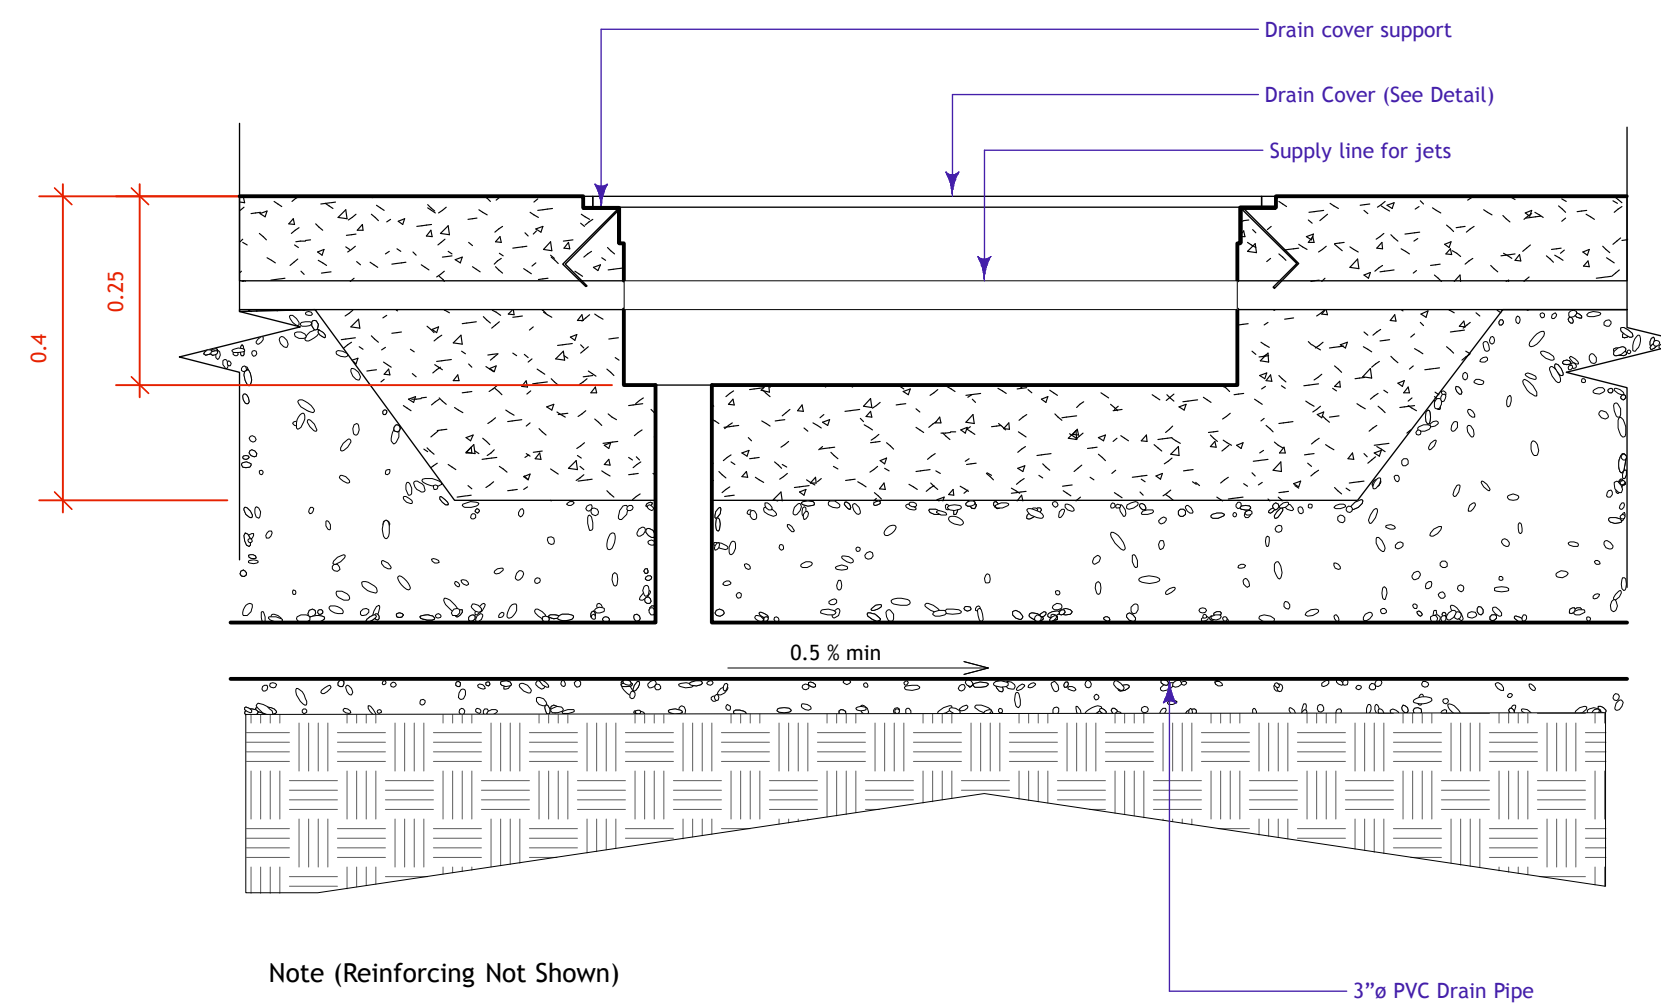 Drain cover support
Drain Cover (See Detail)
Supply line for jets
0.25
0.4
0.5 % min
Note (Reinforcing Not Shown)
3”ø PVC Drain Pipe